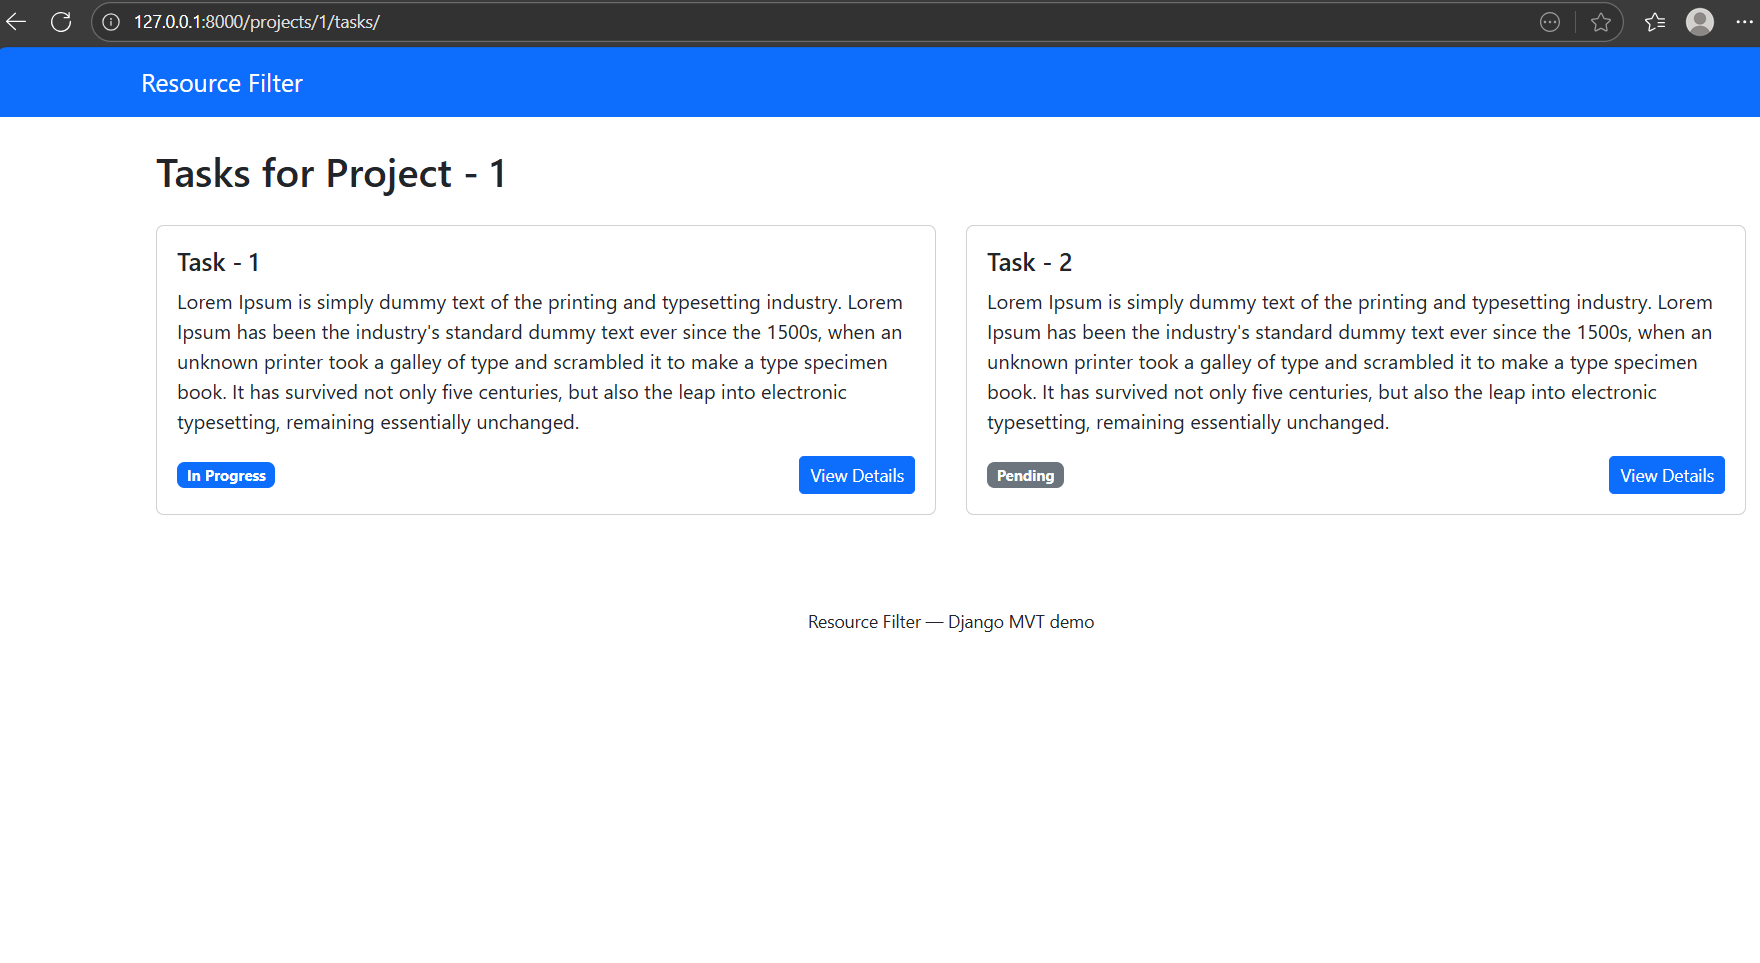 127.0.0.1:8000/projects/1/tasks/
Resource Filter
Tasks for Project - 1
Task - 1
Lorem Ipsum is simply dummy text of the printing and typesetting industry. Lorem
Ipsum has been the industry's standard dummy text ever since the 1500s, when an
unknown printer took a galley of type and scrambled it to make a type specimen
book. It has survived not only five centuries, but also the leap into electronic
typesetting, remaining essentially unchanged.
In Progress
View Details
Task - 2
Lorem Ipsum is simply dummy text of the printing and typesetting industry. Lorem
Ipsum has been the industry's standard dummy text ever since the 1500s, when an
unknown printer took a galley of type and scrambled it to make a type specimen
book. It has survived not only five centuries, but also the leap into electronic
typesetting, remaining essentially unchanged.
Pending
View Details
Resource Filter — Django MVT demo